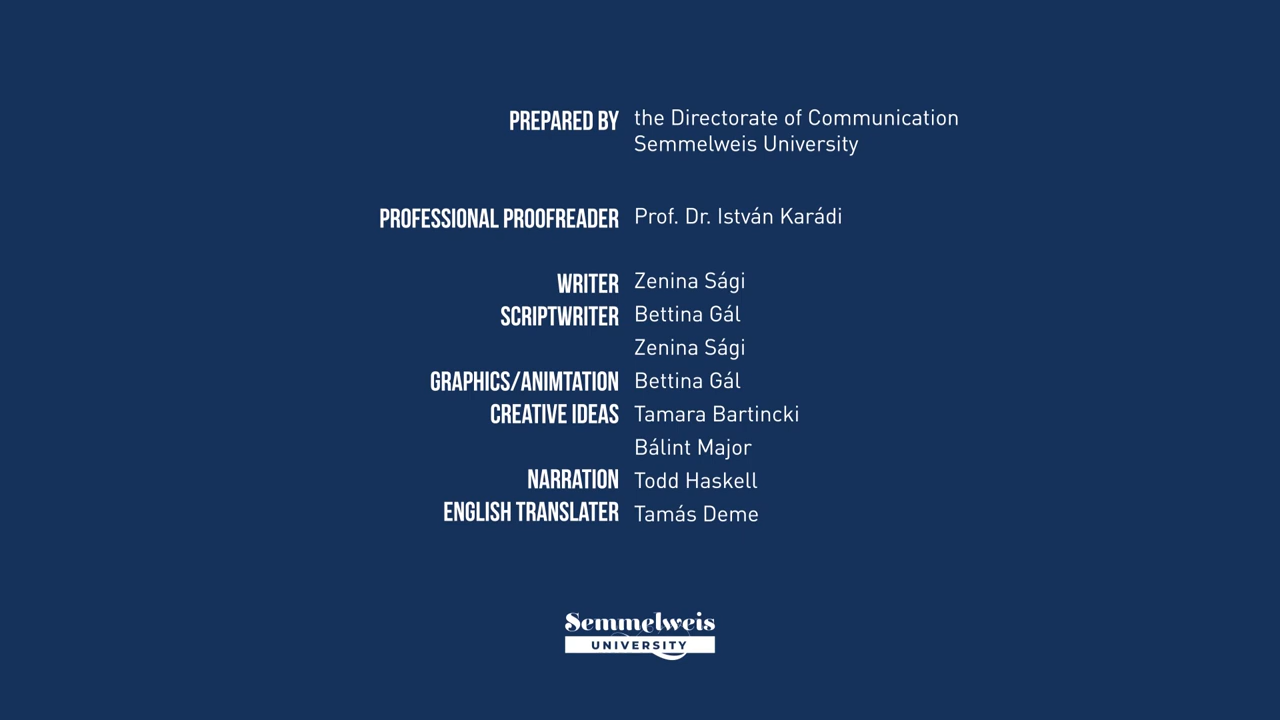 PREPARED BY the Directorate of Communication
Semmelweis University
PROFESSIONAL PROOFREADER Prof. Dr. István Karádi
WRITER Zenina Sági
SCRIPTWRITER Bettina Gál
Zenina Sági
GRAPHICS/ANIMTATION Bettina Gál
CREATIVE IDEAS Tamara Bartincki
Bálint Major
NARRATION Todd Haskell
ENGLISH TRANSLATER Tamás Deme
Semmelweis
UNIVERSITY